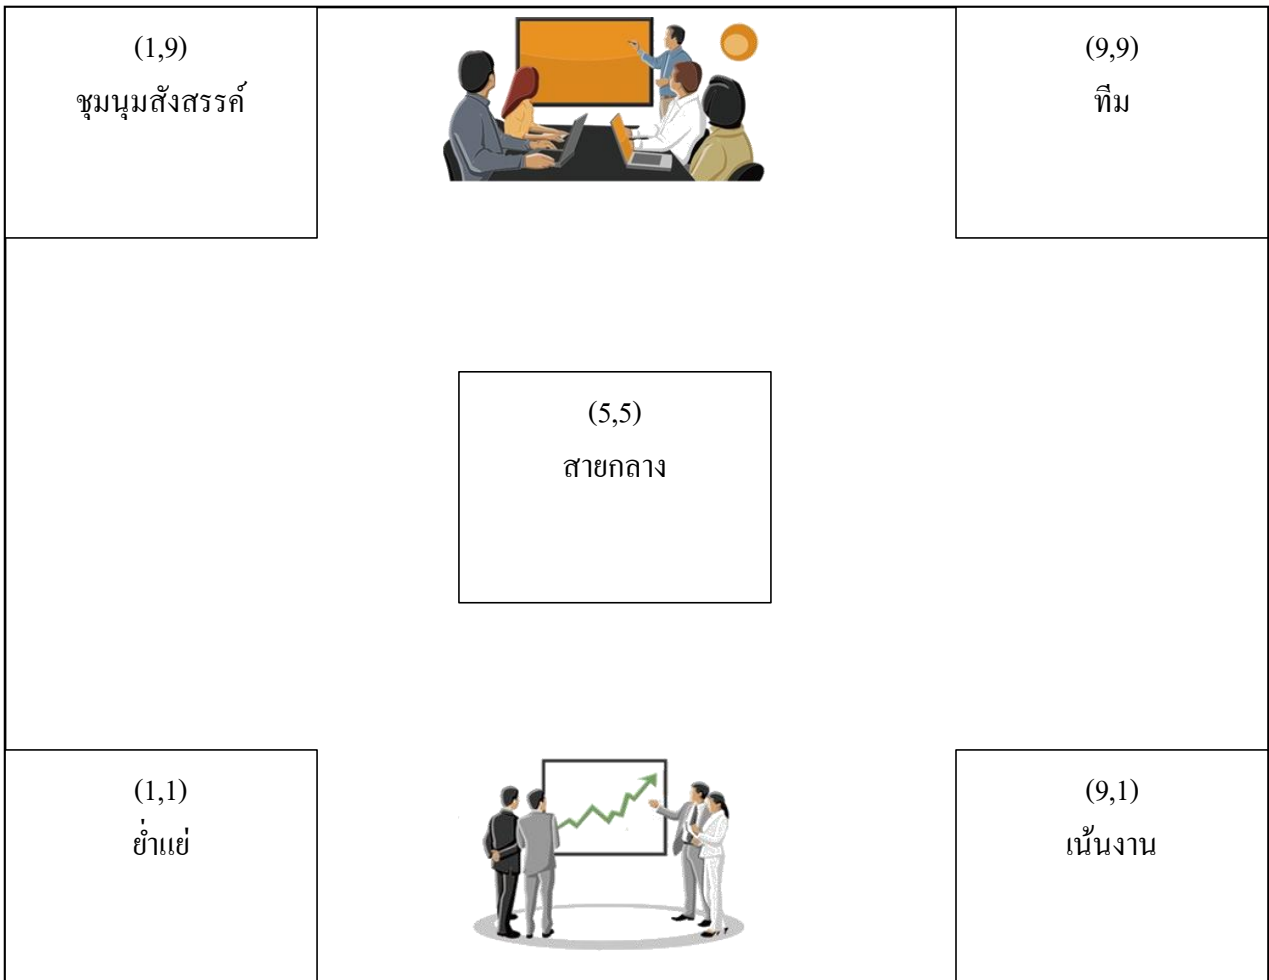 (1,9)
ชุมนุมสังสรรค์
(9,9)
ทีม
(5,5)
สายกลาง
(1,1)
ย่ำแย่
(9,1)
เน้นงาน